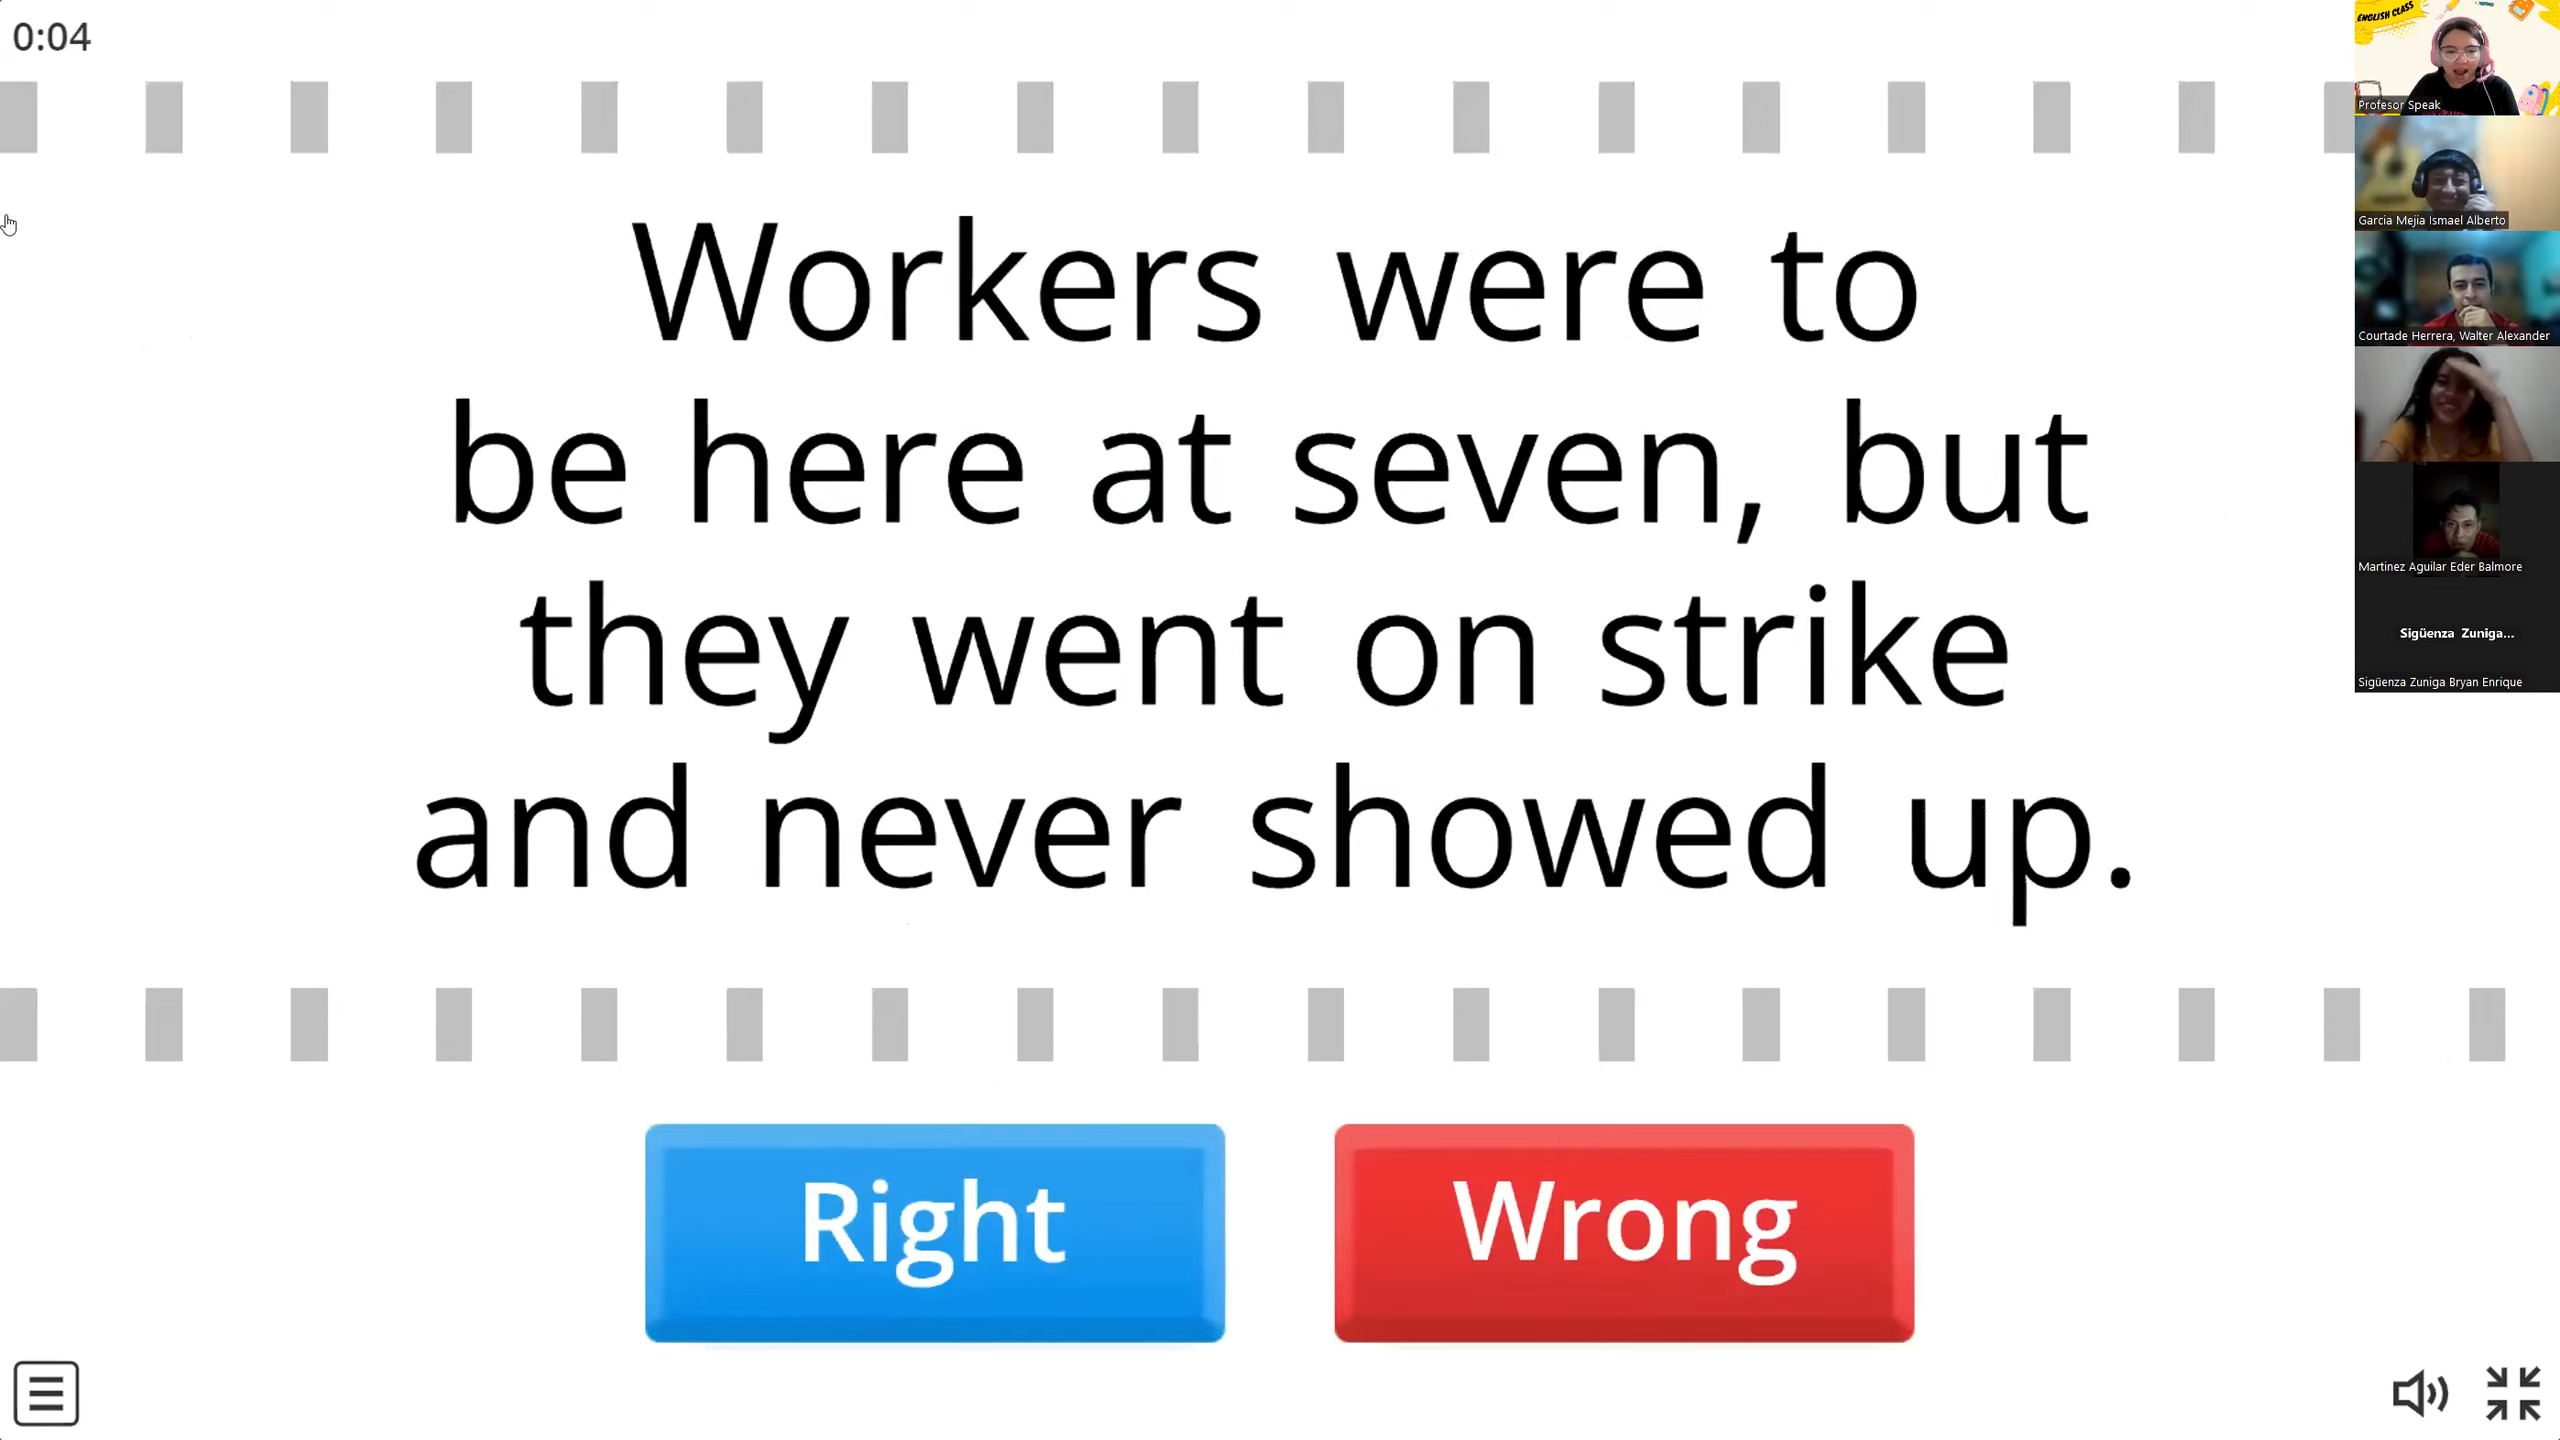 0:04
Workers were to
be here at seven, but
they went on strike
and never showed up.
Right
Wrong
ENGLISH CLASS
Profesor Speak
Garcia Mejia Ismael Alberto
Courtade Herrera, Walter Alexander
Martinez Aguilar Eder Balmore
Sigüenza Zuniga...
Sigüenza Zuniga Bryan Enrique